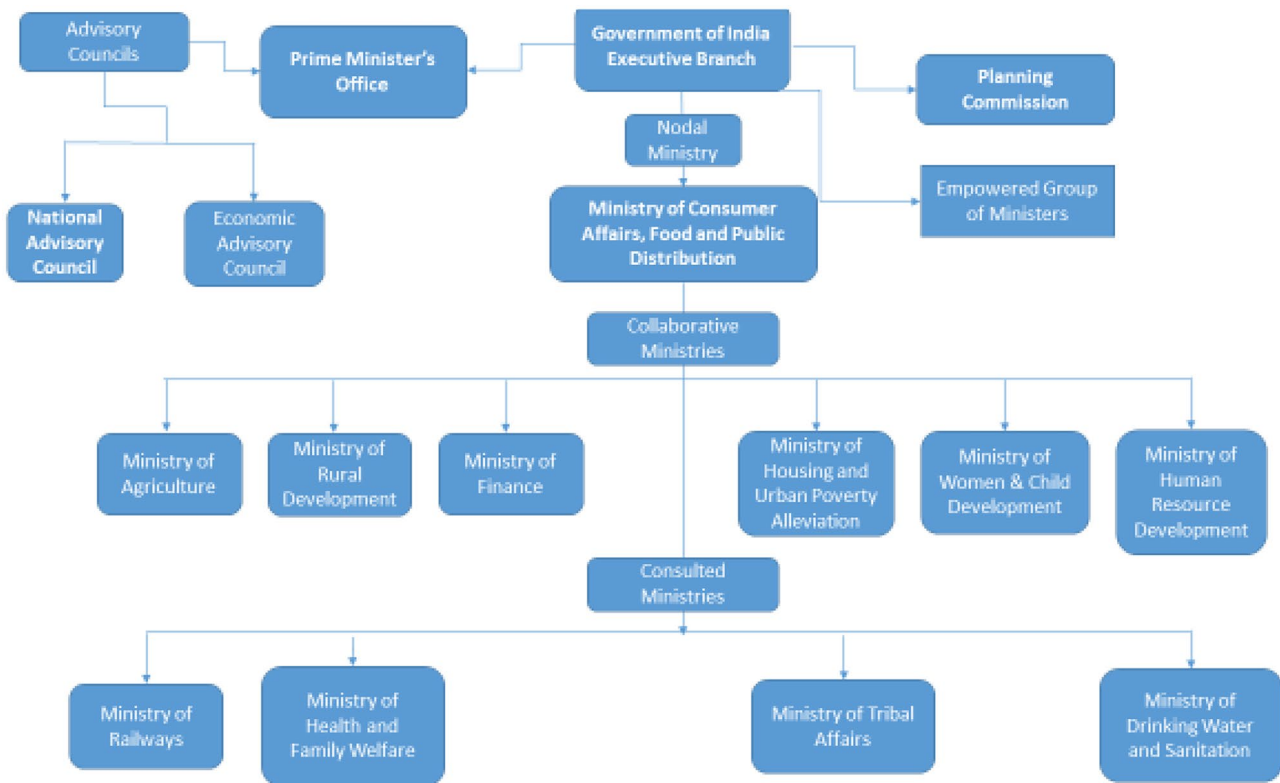 Advisory
Councils
Prime Minister's
Office
Government of India
Executive Branch
Planning
Commission
Nodal
Ministry
National
Advisory
Council
Economic
Advisory
Council
Ministry of Consumer
Affairs, Food and Public
Distribution
Empowered Group
of Ministers
Collaborative
Ministries
Ministry of
Agriculture
Ministry of
Rural
Development
Ministry of
Finance
Ministry of
Housing and
Urban Poverty
Alleviation
Ministry of
Women & Child
Development
Ministry of
Human
Resource
Development
Consulted
Ministries
Ministry of
Railways
Ministry of
Health and
Family Welfare
Ministry of Tribal
Affairs
Ministry of
Drinking Water
and Sanitation